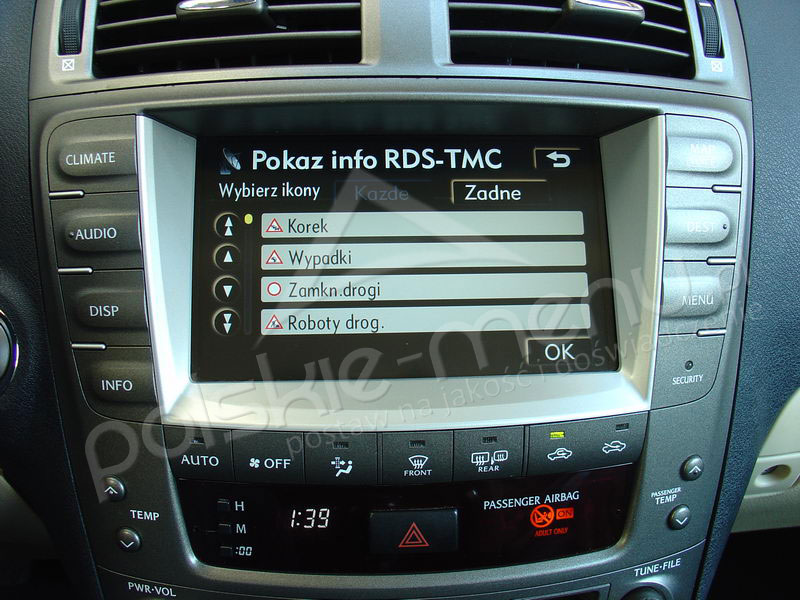 CLIMATE
AUDIO
DISP
INFO
Pokaz info RDS-TMC
Wybierz ikony
Kazde
Zadne
Korek
Wypadki
Zamkn.drogi
Roboty drog.
OK
DEST
MENU
SECURITY
polskie-menu
postaw na jakość i doświadczenie
AUTO
OFF
FRONT
REAR
TEMP
H
M
:00
1:39
PASSENGER AIRBAG
ON
ADULT ONLY
PASSENGER
TEMP
PWR•VOL
TUNE•FILE